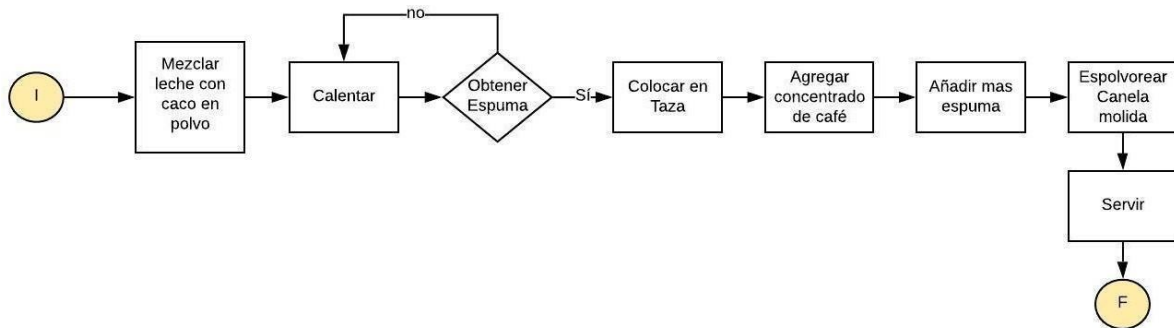 no
I
Mezclar
leche con
caco en
polvo
Calentar
Obtener
Espuma
Sí
Colocar en
Taza
Agregar
concentrado
de café
Añadir mas
espuma
Espolvorear
Canela
molida
Servir
F